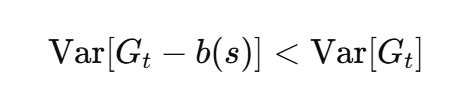 Var[G_t − b(s)] < Var[G_t]